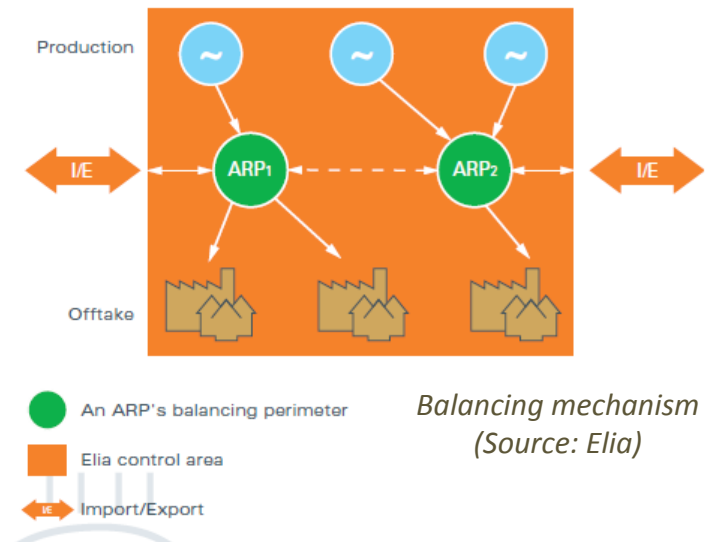 Production
~
~
~
I/E
ARP1
ARP2
I/E
Offtake
An ARP's balancing perimeter
Elia control area
I/E Import/Export
Balancing mechanism
(Source: Elia)